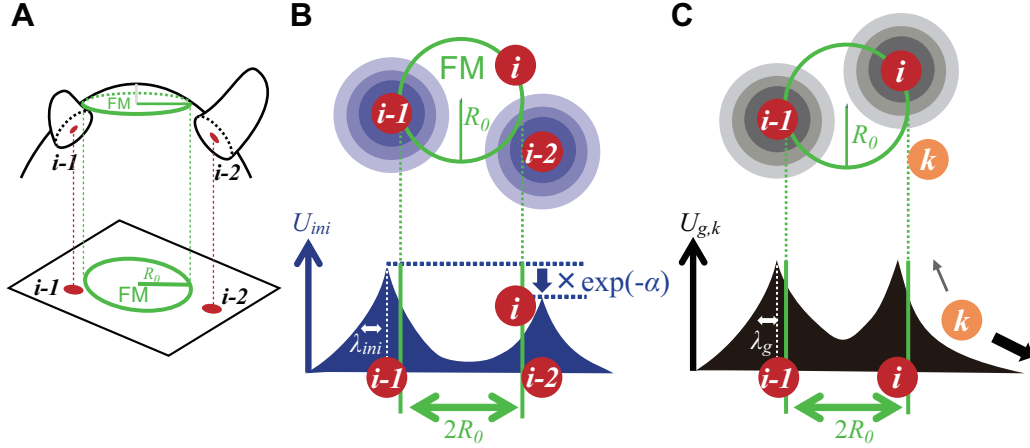 A
FM
i-1
i-2
i-1
R0
FM
i-2
B
FM
i
i-1
R0
i-2
Uini
× exp(-α)
i
λini
i-1
i-2
2R0
C
i
i-1
R0
k
Ug,k
k
λg
i-1
i
2R0